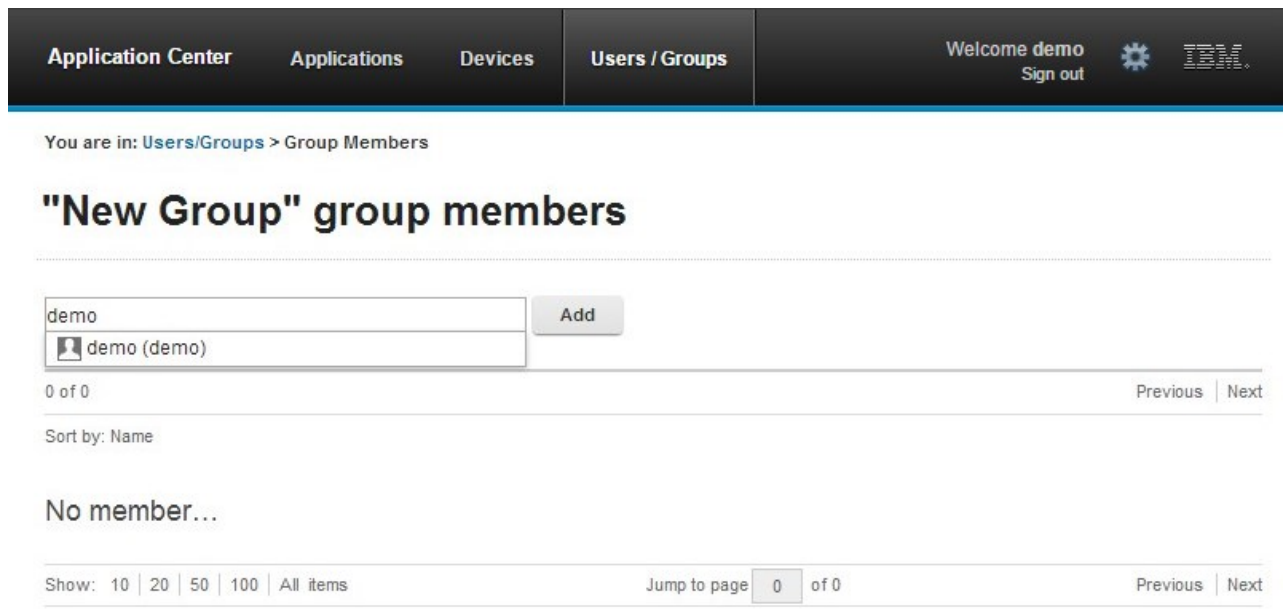 Application Center Applications Devices Users / Groups Welcome demo IBM.
Sign out
You are in: Users/Groups > Group Members
"New Group" group members
demo Add
demo (demo)
0 of 0 Previous | Next
Sort by: Name
No member...
Show: 10 | 20 | 50 | 100 | All items Jump to page 0 of 0 Previous | Next